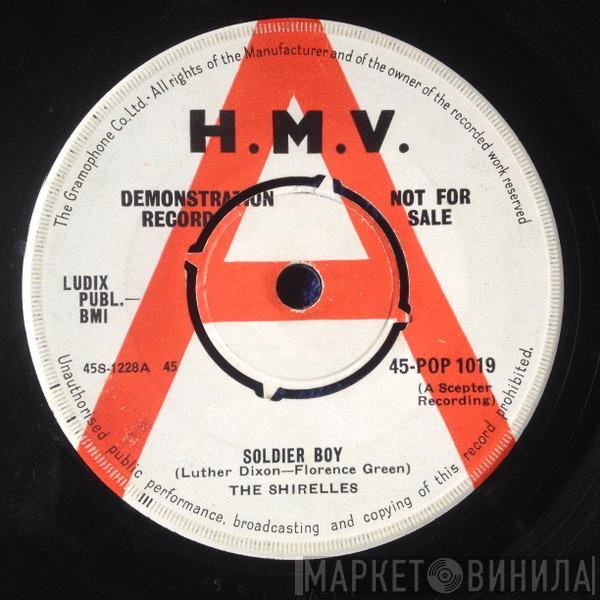 The Gramophone Co. Ltd. · All rights of the Manufacturer and of the owner of the recorded work reserved
H.M.V.
DEMONSTRATION
RECORD
NOT FOR
SALE
LUDIX
PUBL.—
BMI
45S-1228A 45
45-POP 1019
(A Scepter
Recording)
SOLDIER BOY
(Luther Dixon—Florence Green)
THE SHIRELLES
Unauthorised public performance, broadcasting and copying of this record prohibited.
A
МАРКЕТ ВИНИЛА